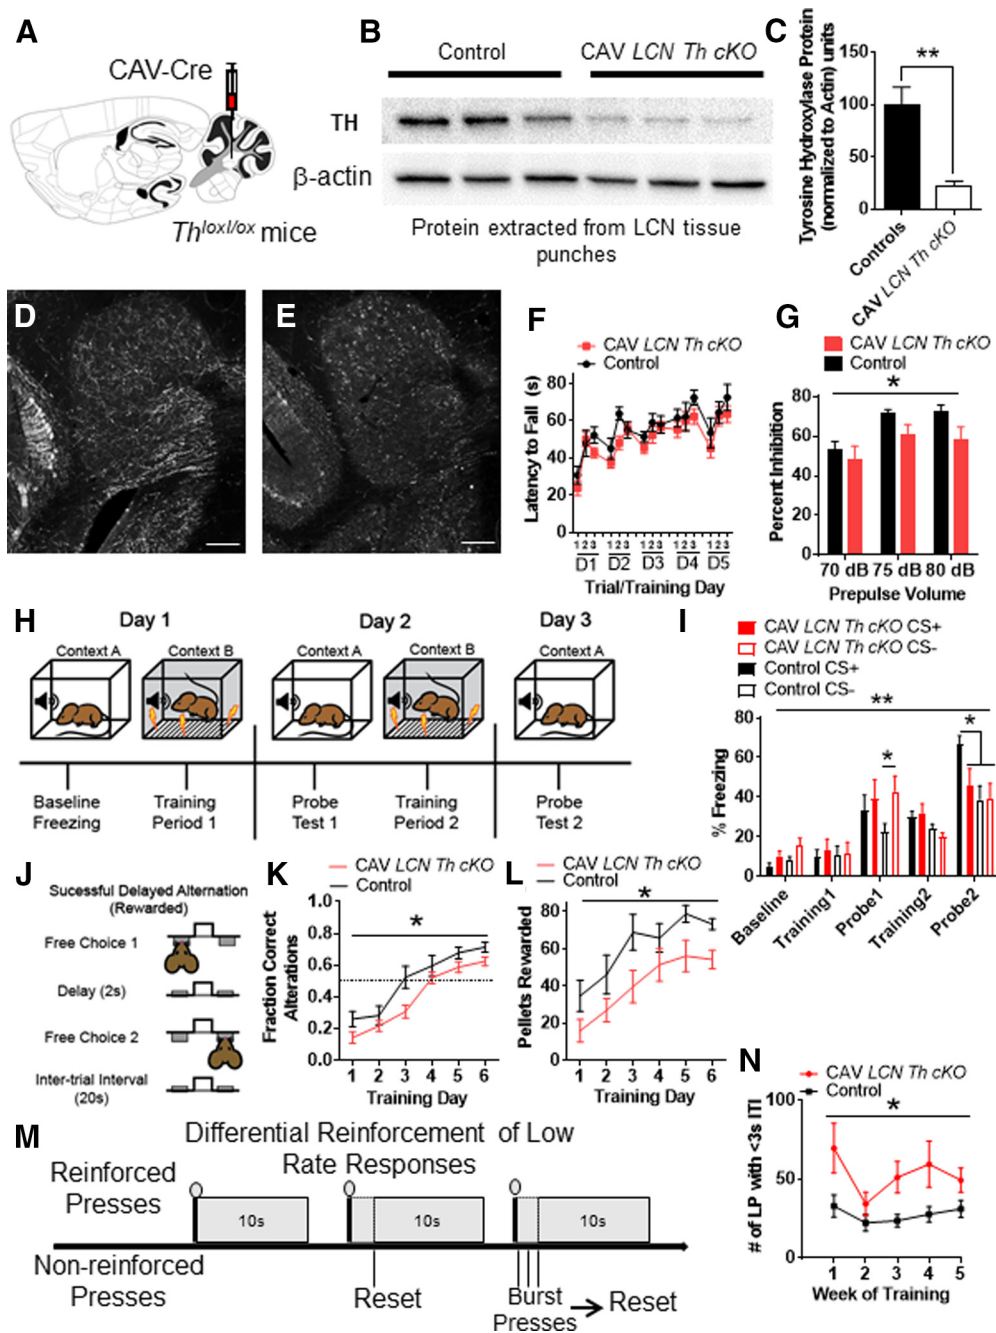 A
CAV-Cre
Thloxl/ox mice
B
Control
CAV LCN Th cKO
TH
β-actin
Protein extracted from LCN tissue
punches
C
Tyrosine Hydroxylase Protein
(normalized to Actin) units
150
100
50
0
**
Controls
CAV LCN Th cKO
D
E
F
CAV LCN Th cKO
Control
Latency to Fall (s)
80
60
40
20
0
1 2 3 1 2 3 1 2 3 1 2 3 1 2 3
D1 D2 D3 D4 D5
Trial/Training Day
G
CAV LCN Th cKO
Control
*
Percent Inhibition
80
60
40
20
0
70 dB 75 dB 80 dB
Prepulse Volume
H
Day 1
Day 2
Day 3
Context A
Context B
Context A
Context B
Context A
Baseline
Freezing
Training
Period 1
Probe
Test 1
Training
Period 2
Probe
Test 2
I
CAV LCN Th cKO CS+
CAV LCN Th cKO CS-
Control CS+
Control CS-
**
*
*
% Freezing
80
60
40
20
0
Baseline
Training1
Probe1
Training2
Probe2
J
Sucessful Delayed Alternation
(Rewarded)
Free Choice 1
Delay (2s)
Free Choice 2
Inter-trial Interval
(20s)
K
CAV LCN Th cKO
Control
*
Fraction Correct
Alterations
1.0
0.8
0.6
0.4
0.2
0.0
1 2 3 4 5 6
Training Day
L
CAV LCN Th cKO
Control
*
Pellets Rewarded
80
60
40
20
0
1 2 3 4 5 6
Training Day
M
Differential Reinforcement of Low
Rate Responses
Reinforced
Presses
10s
10s
10s
Non-reinforced
Presses
Reset
Burst
Presses
Reset
N
CAV LCN Th cKO
Control
*
# of LP with <3s ITI
100
50
0
1 2 3 4 5
Week of Training